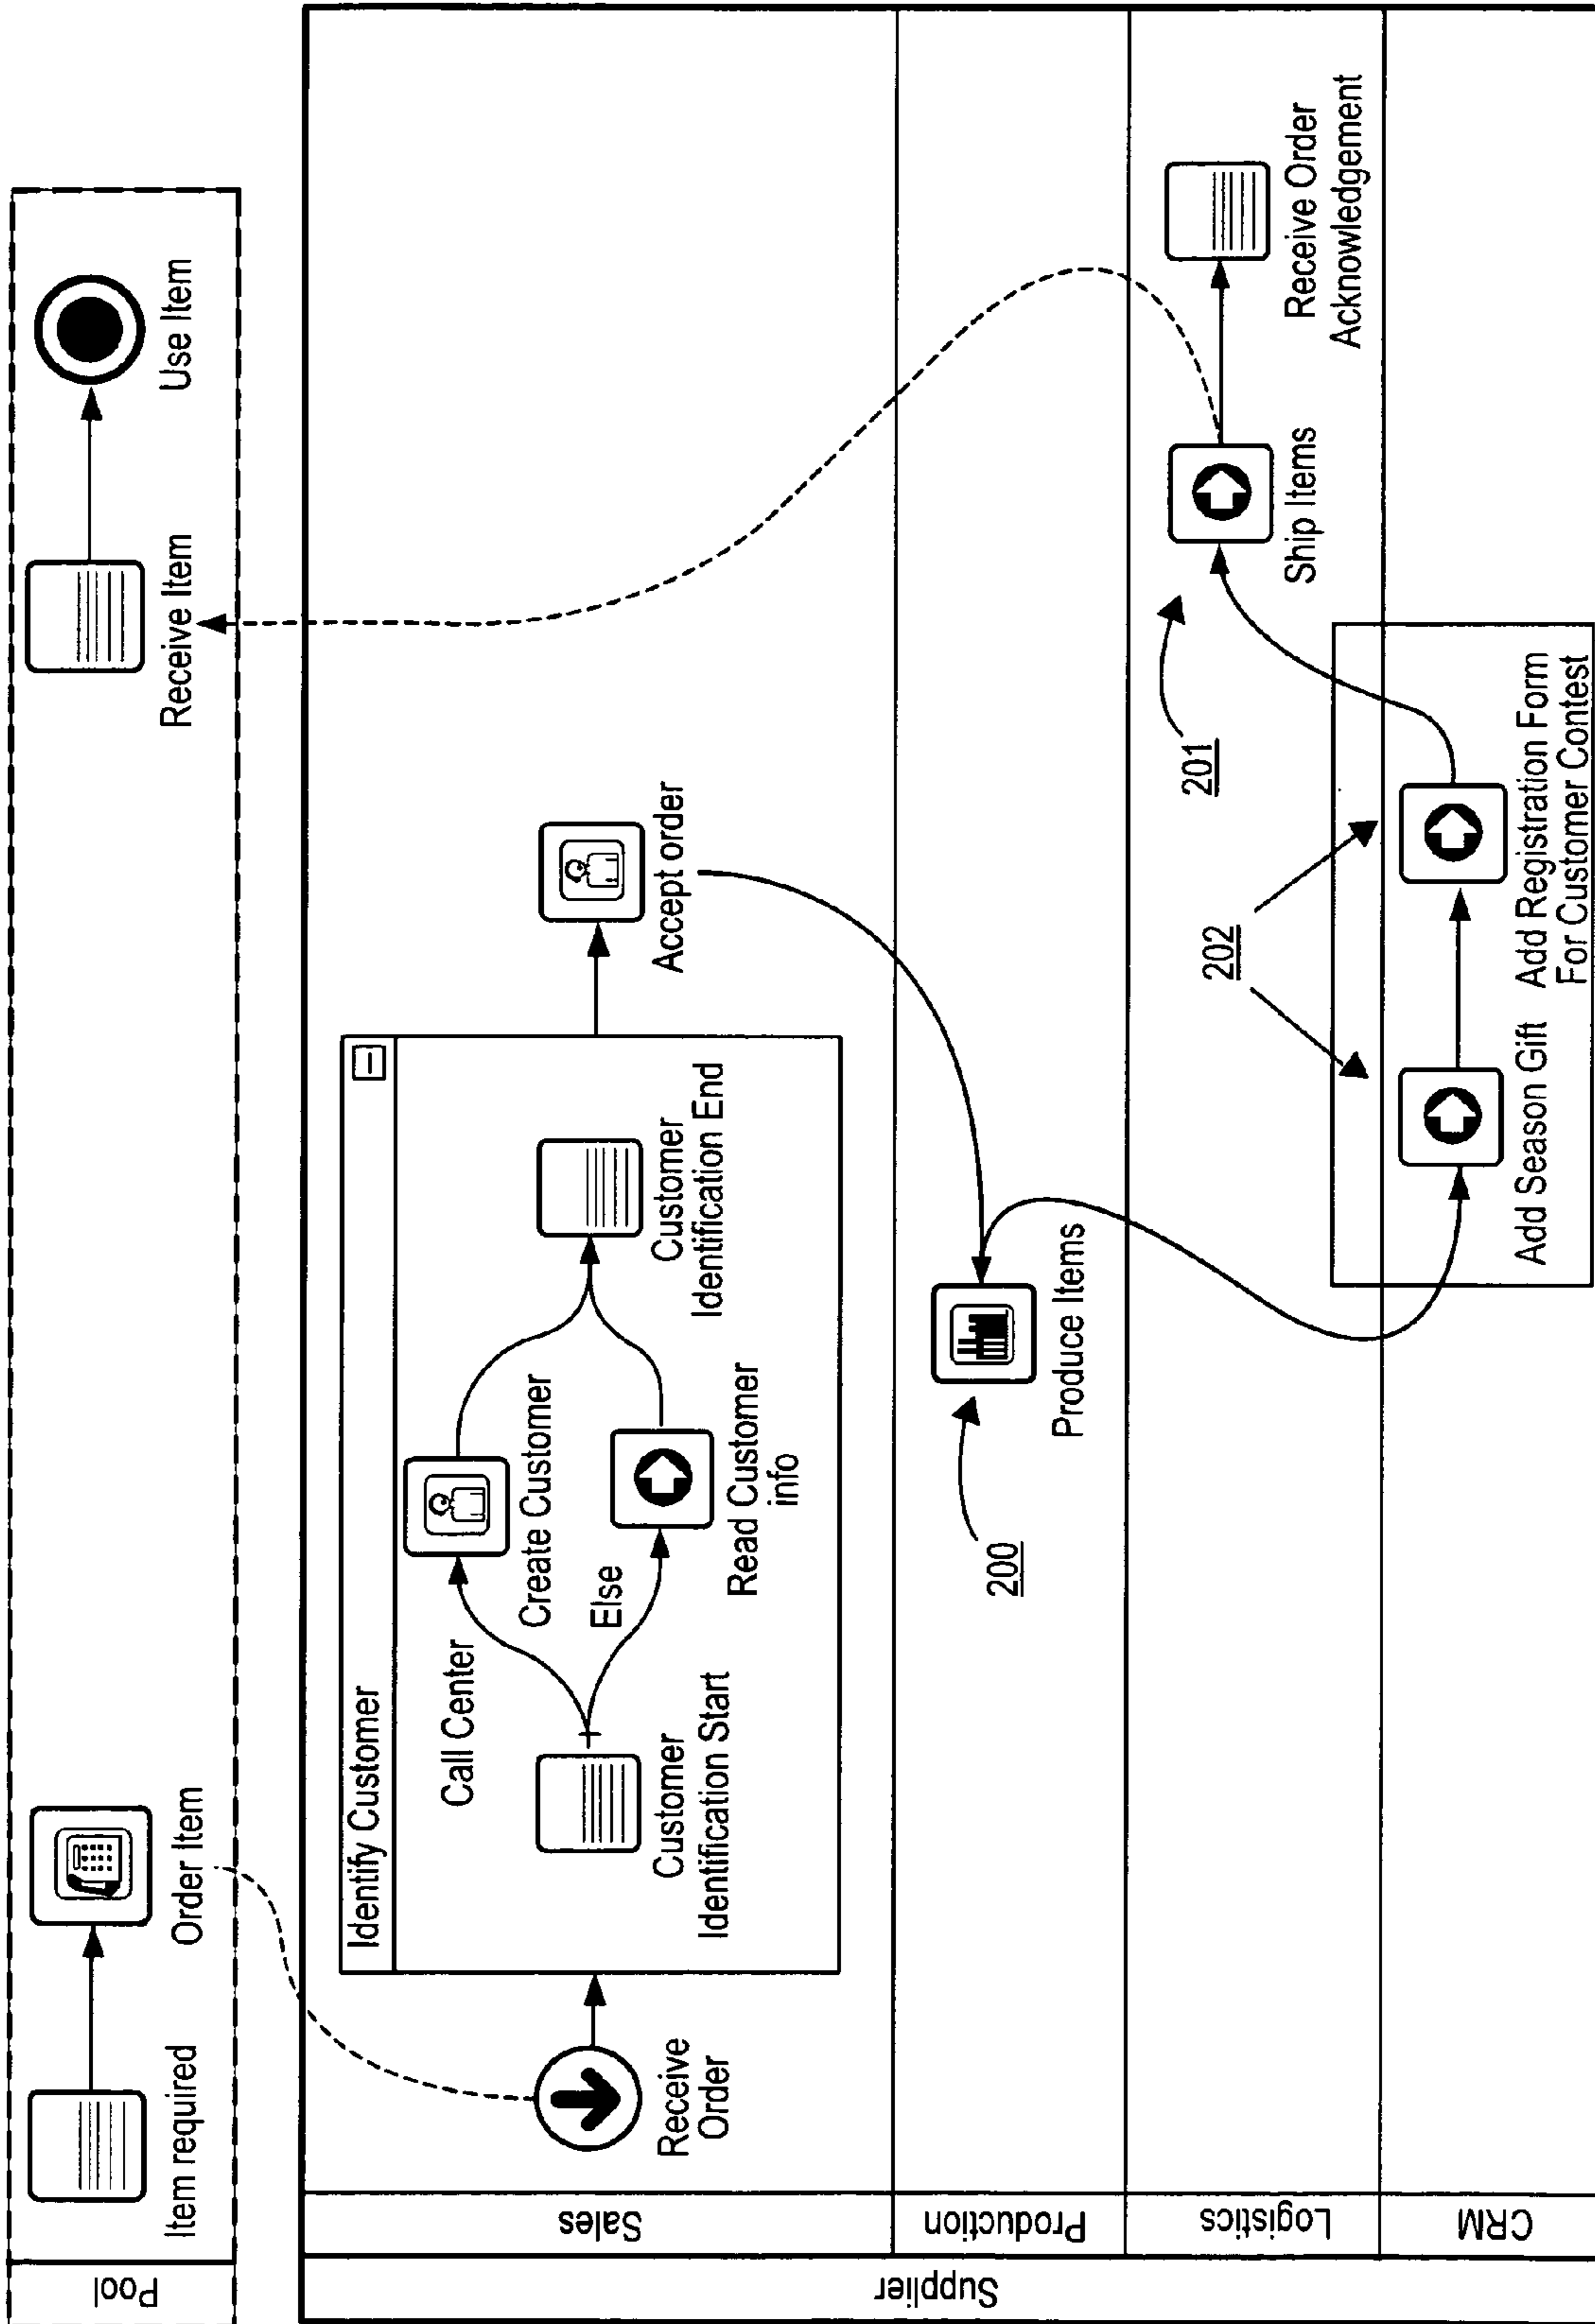 Pool
Item required
Order Item
Receive Item
Use Item
Supplier
Sales
Receive
Order
Identify Customer
Call Center
Create Customer
Customer
Identification Start
Else
Read Customer
info
Customer
Identification End
Accept order
Production
200
Produce Items
Logistics
202
201
Ship Items
Receive Order
Acknowledgement
CRM
Add Season Gift
Add Registration Form
For Customer Contest